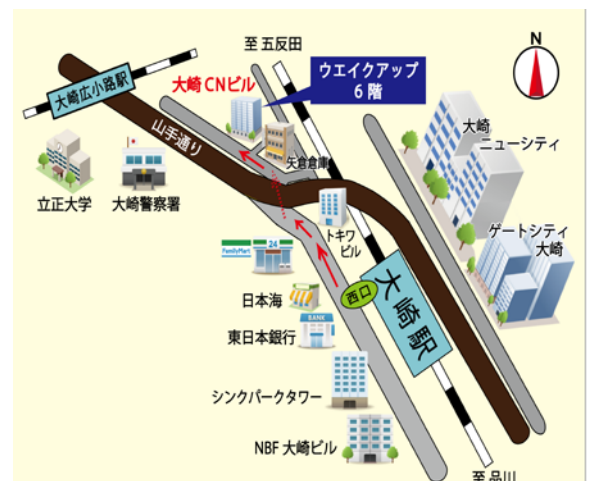 至 五反田
N
大崎広小路駅
大崎 CNビル
ウエイクアップ
6 階
山手通り
矢倉倉庫
大崎
ニューシティ
立正大学
大崎警察署
トキワ
ビル
ゲートシティ
大崎
FamilyMart
24
西口
大崎駅
日本海
BANK
東日本銀行
シンクパークタワー
NBF 大崎ビル
至 品川